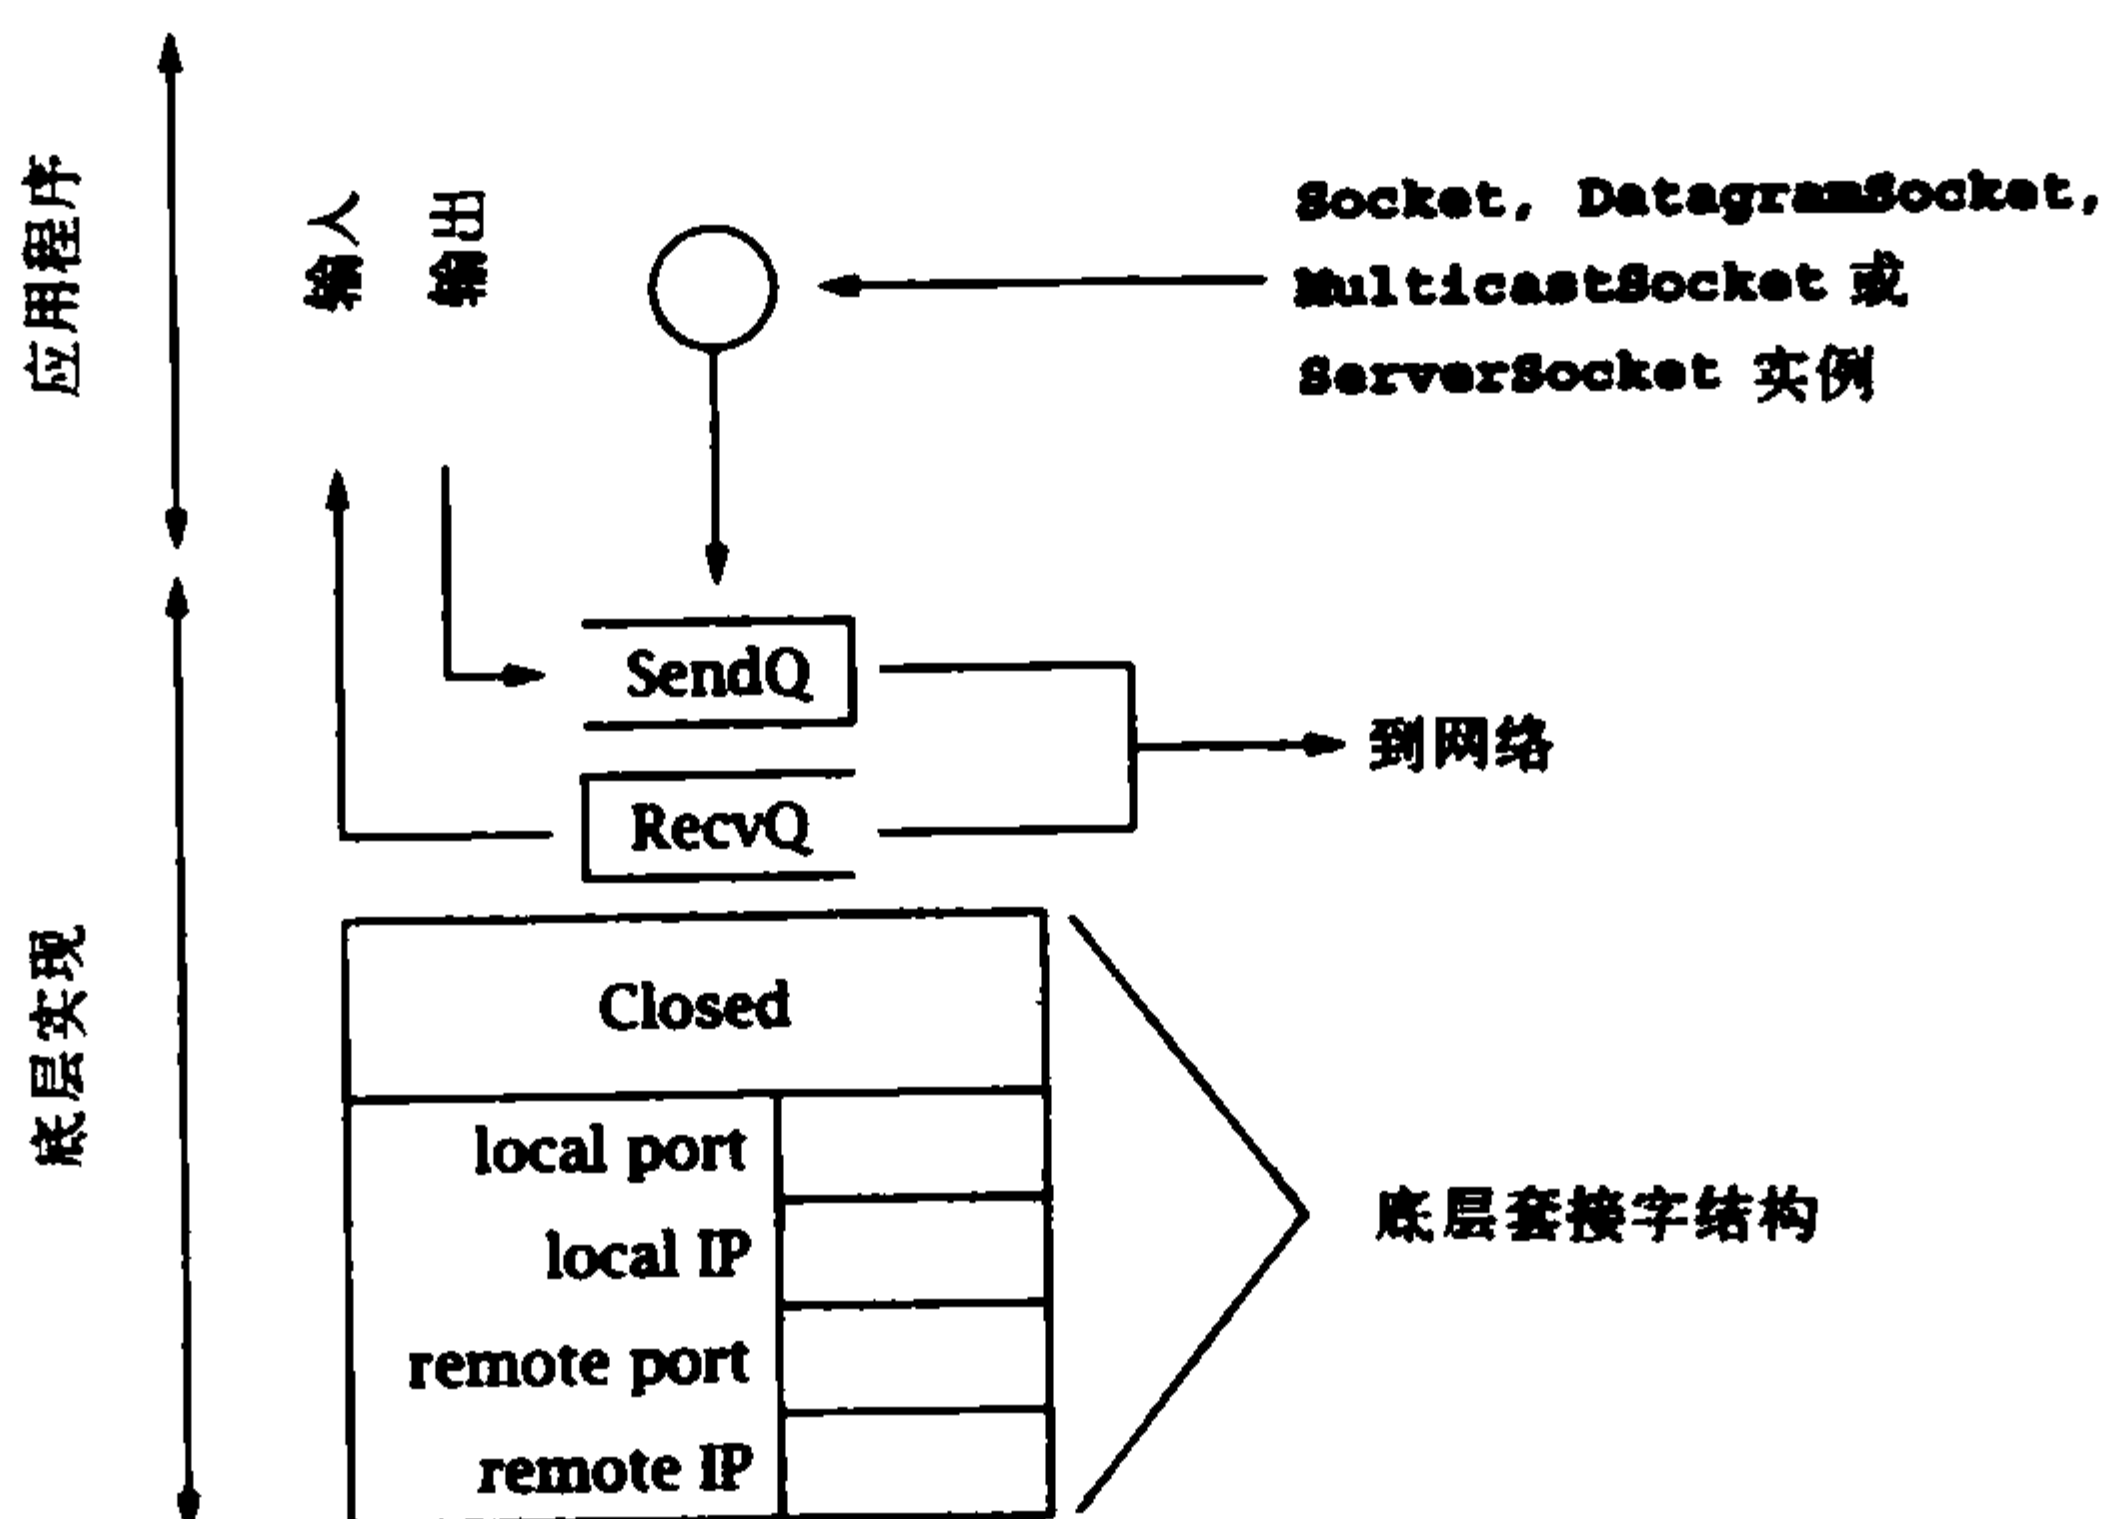 应用程序
输入
输出
Socket, DatagramSocket,
MulticastSocket 或
ServerSocket 实例
SendQ
到网络
RecvQ
底层实现
Closed
local port
local IP
底层套接字结构
remote port
remote IP